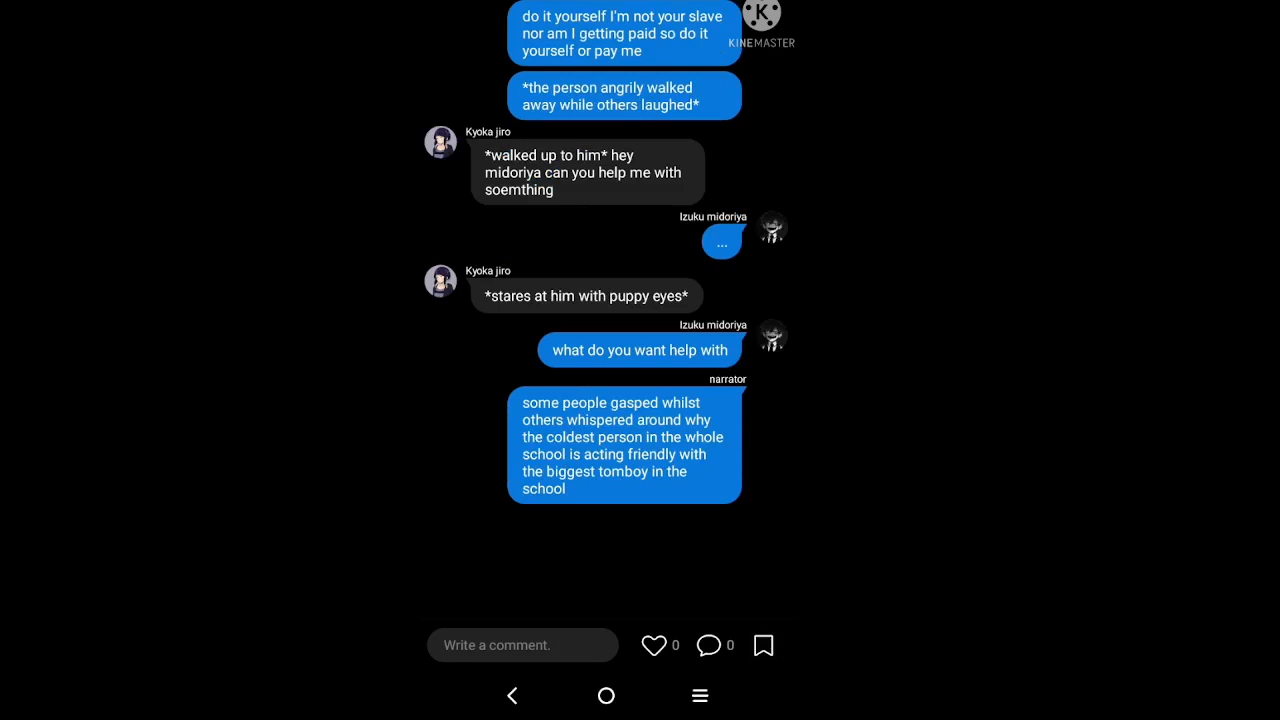 do it yourself I'm not your slave
nor am I getting paid so do it
yourself or pay me
K
KINEMASTER
*the person angrily walked
away while others laughed*
Kyoka jiro
*walked up to him* hey
midoriya can you help me with
soemthing
Izuku midoriya
...
Kyoka jiro
*stares at him with puppy eyes*
Izuku midoriya
what do you want help with
narrator
some people gasped whilst
others whispered around why
the coldest person in the whole
school is acting friendly with
the biggest tomboy in the
school
Write a comment.
0
0